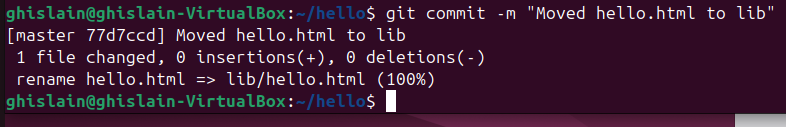 ghislain@ghislain-VirtualBox:~/hello$ git commit -m "Moved hello.html to lib"
[master 77d7ccd] Moved hello.html to lib
 1 file changed, 0 insertions(+), 0 deletions(-)
 rename hello.html => lib/hello.html (100%)
ghislain@ghislain-VirtualBox:~/hello$